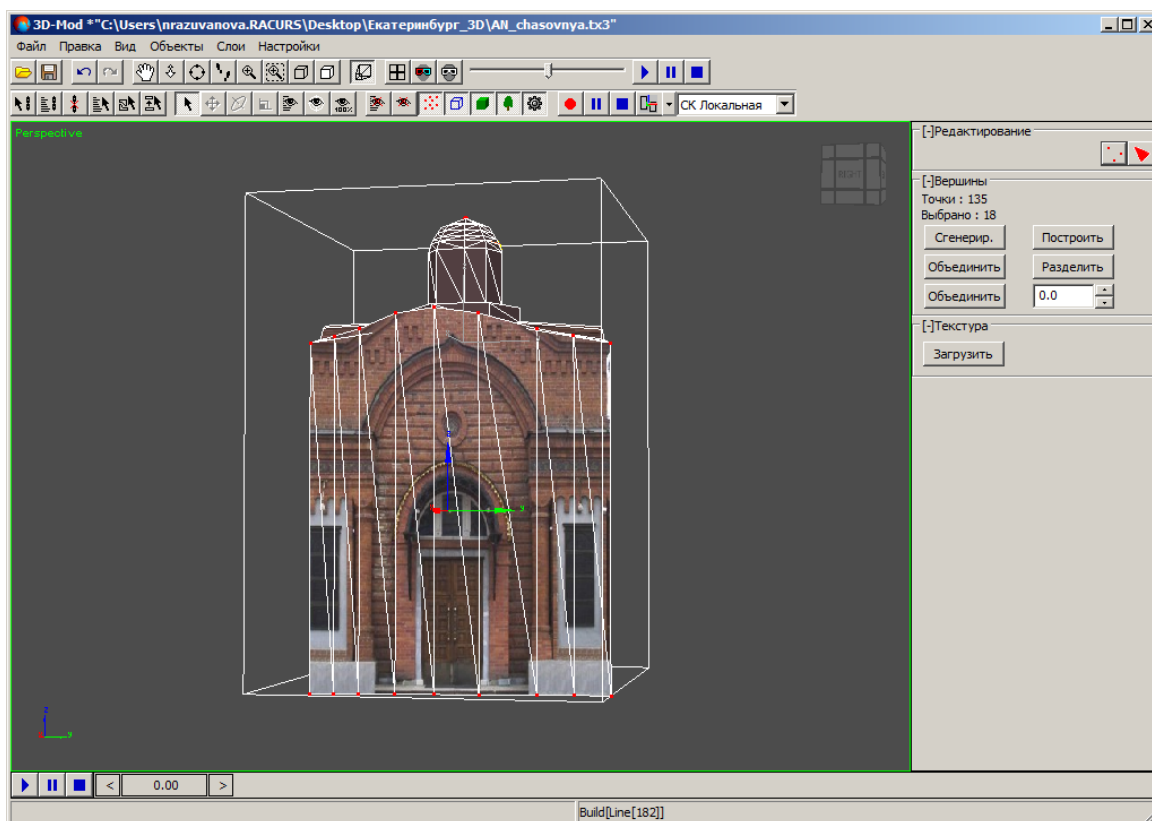 3D-Mod *"C:\Users\nrazuvanova.RACURS\Desktop\Екатеринбург_3D\AN_chasovnya.tx3"
Файл Правка Вид Объекты Слои Настройки
100%
СК Локальная
Perspective
RIGHT
[-]Редактирование
[-]Вершины
Точки : 135
Выбрано : 18
Сгенерир. Построить
Объединить Разделить
Объединить 0.0
[-]Текстура
Загрузить
z
y
z
y
< 0.00 >
Build[Line[182]]